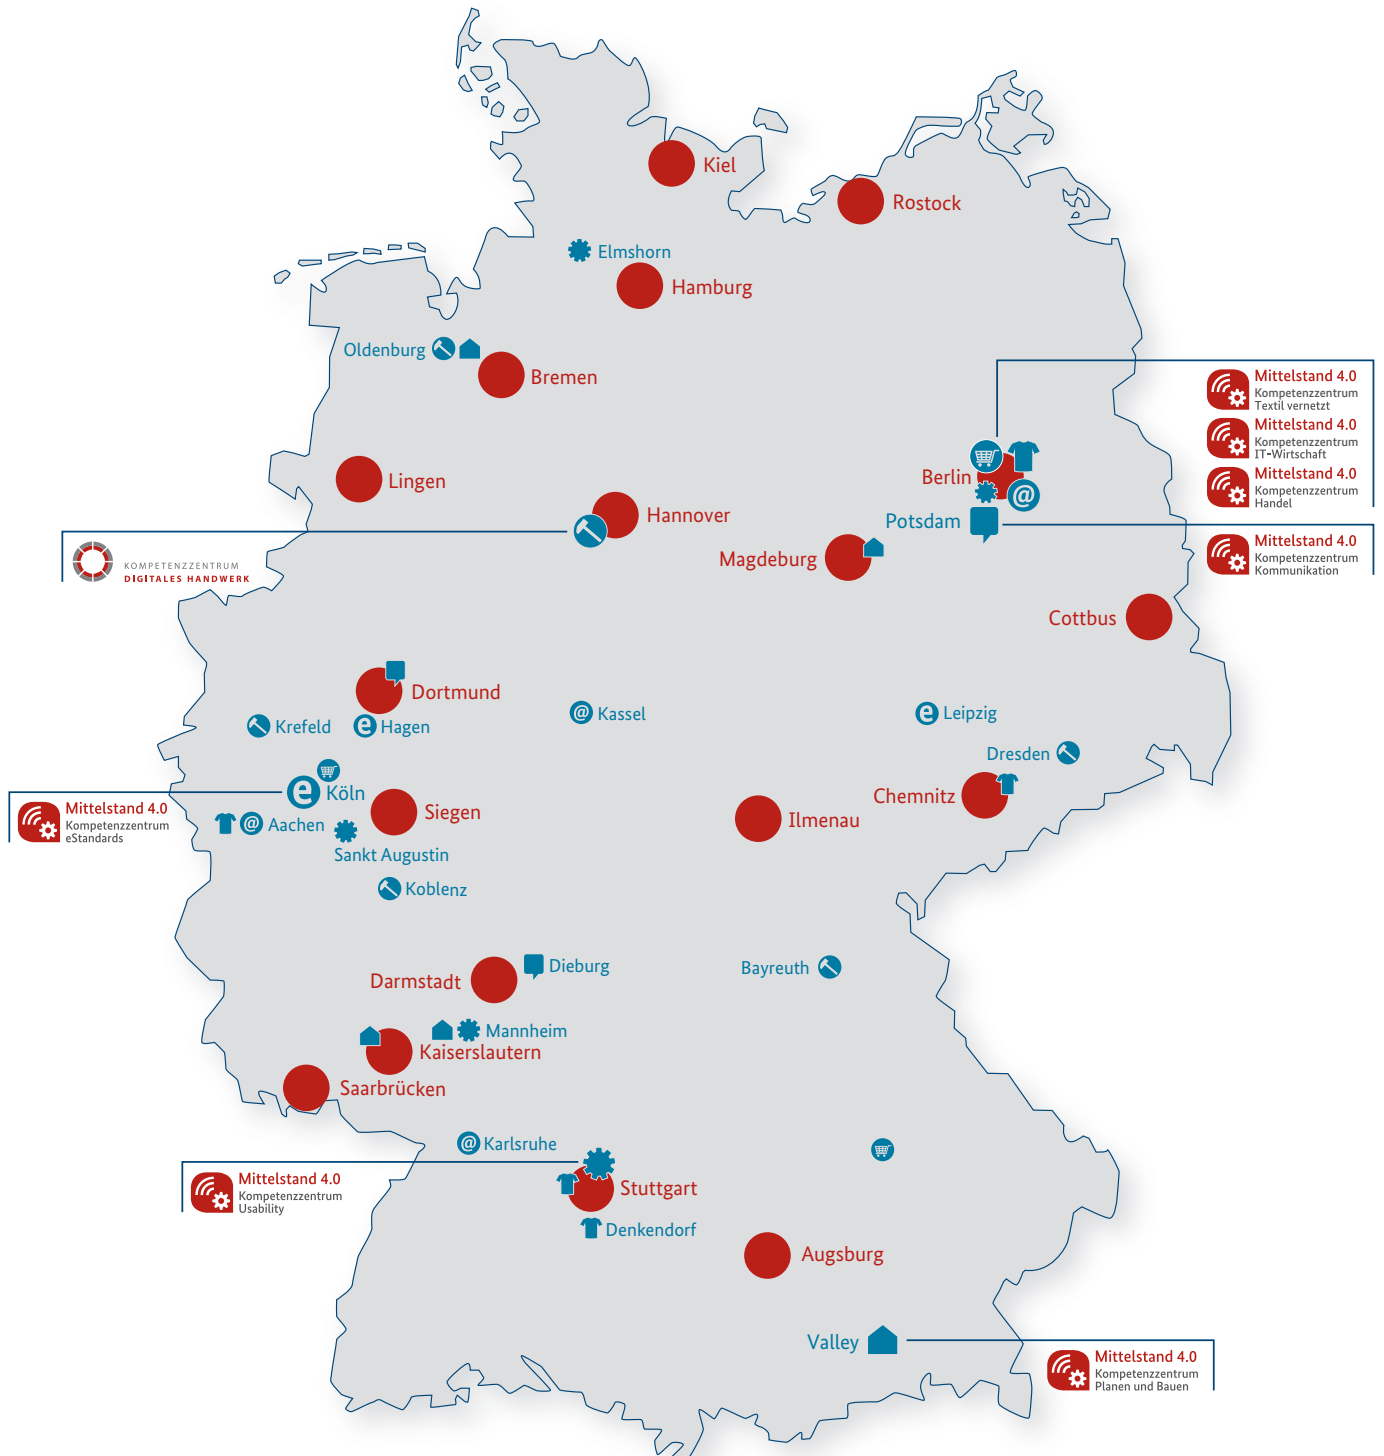 Kiel
Rostock
Elmshorn
Hamburg
Oldenburg
Bremen
Mittelstand 4.0
Kompetenzzentrum
Textil vernetzt
Mittelstand 4.0
Kompetenzzentrum
IT-Wirtschaft
Mittelstand 4.0
Kompetenzzentrum
Handel
Lingen
Berlin
@
Hannover
Potsdam
Magdeburg
Mittelstand 4.0
Kompetenzzentrum
Kommunikation
KOMPETENZZENTRUM
DIGITALES HANDWERK
Cottbus
Dortmund
Krefeld
e Hagen
@ Kassel
e Leipzig
Dresden
e Köln
Mittelstand 4.0
Kompetenzzentrum
eStandards
Siegen
Chemnitz
Ilmenau
@ Aachen
Sankt Augustin
Koblenz
Darmstadt
Dieburg
Bayreuth
Mannheim
Kaiserslautern
Saarbrücken
@ Karlsruhe
Mittelstand 4.0
Kompetenzzentrum
Usability
Stuttgart
Denkendorf
Augsburg
Valley
Mittelstand 4.0
Kompetenzzentrum
Planen und Bauen